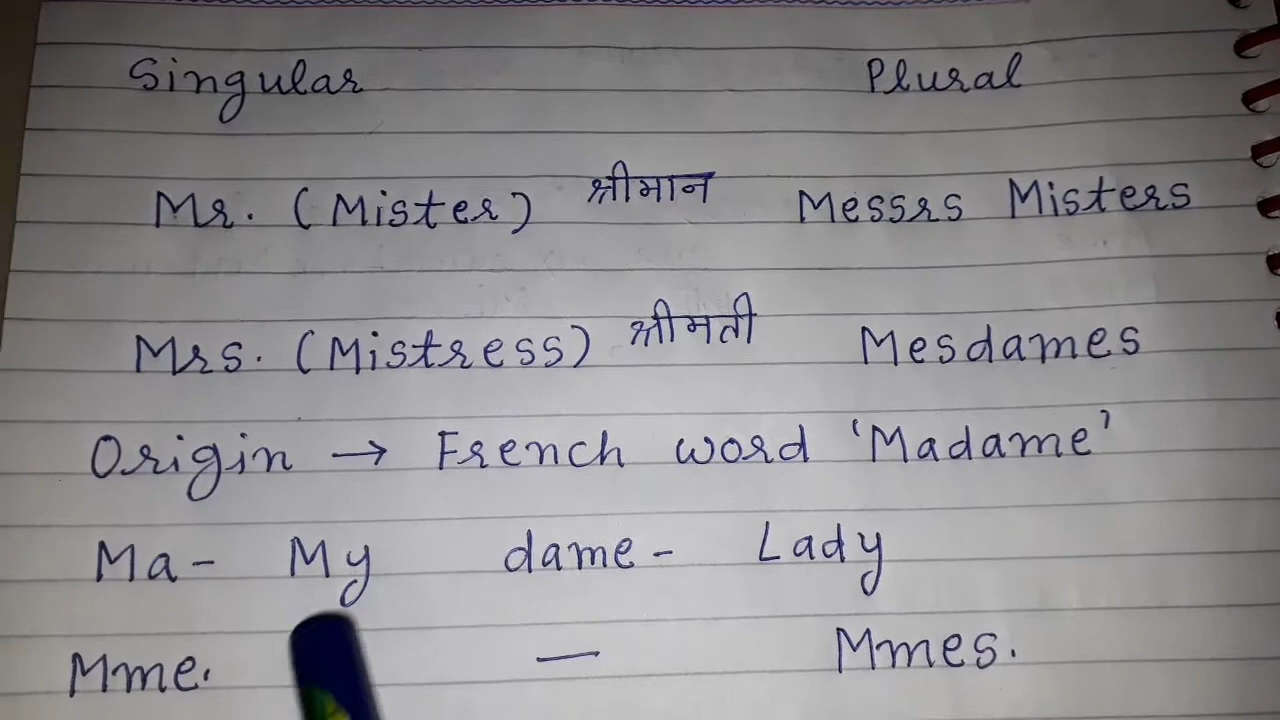 Singular Plural
Mr. (Mister) श्रीमान Messrs Misters
Mrs. (Mistress) श्रीमती Mesdames
Origin → French word 'Madame'
Ma- My dame - Lady
Mme. — Mmes.